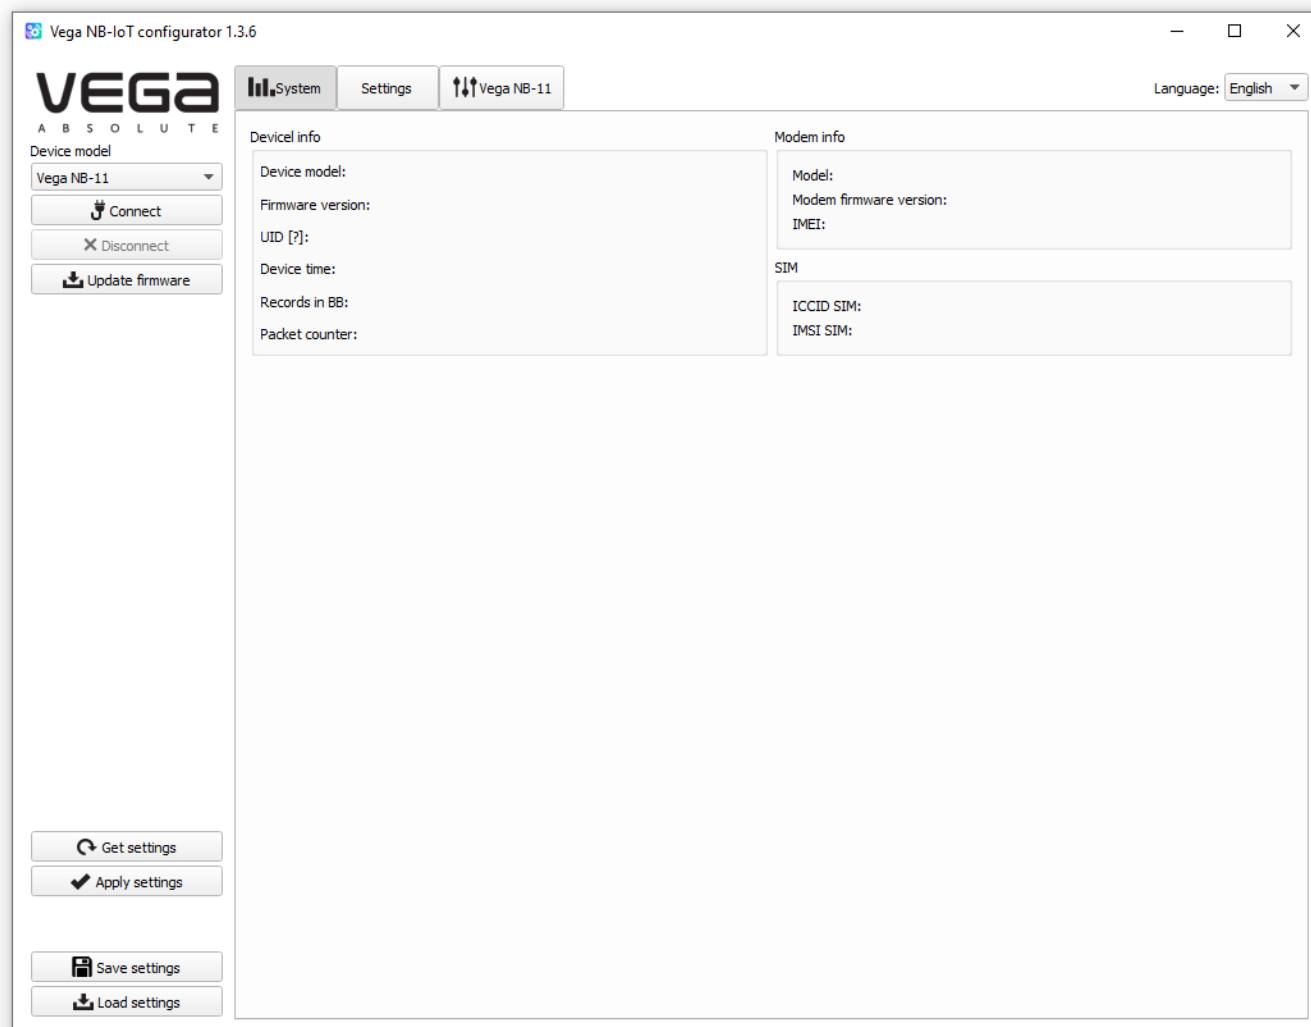 Vega NB-IoT configurator 1.3.6
VEGA
ABSOLUTE
System
Settings
Vega NB-11
Language: English
Device model
Vega NB-11
Connect
Disconnect
Update firmware
Devicel info
Device model:
Firmware version:
UID [?]:
Device time:
Records in BB:
Packet counter:
Modem info
Model:
Modem firmware version:
IMEI:
SIM
ICCID SIM:
IMSI SIM:
Get settings
Apply settings
Save settings
Load settings